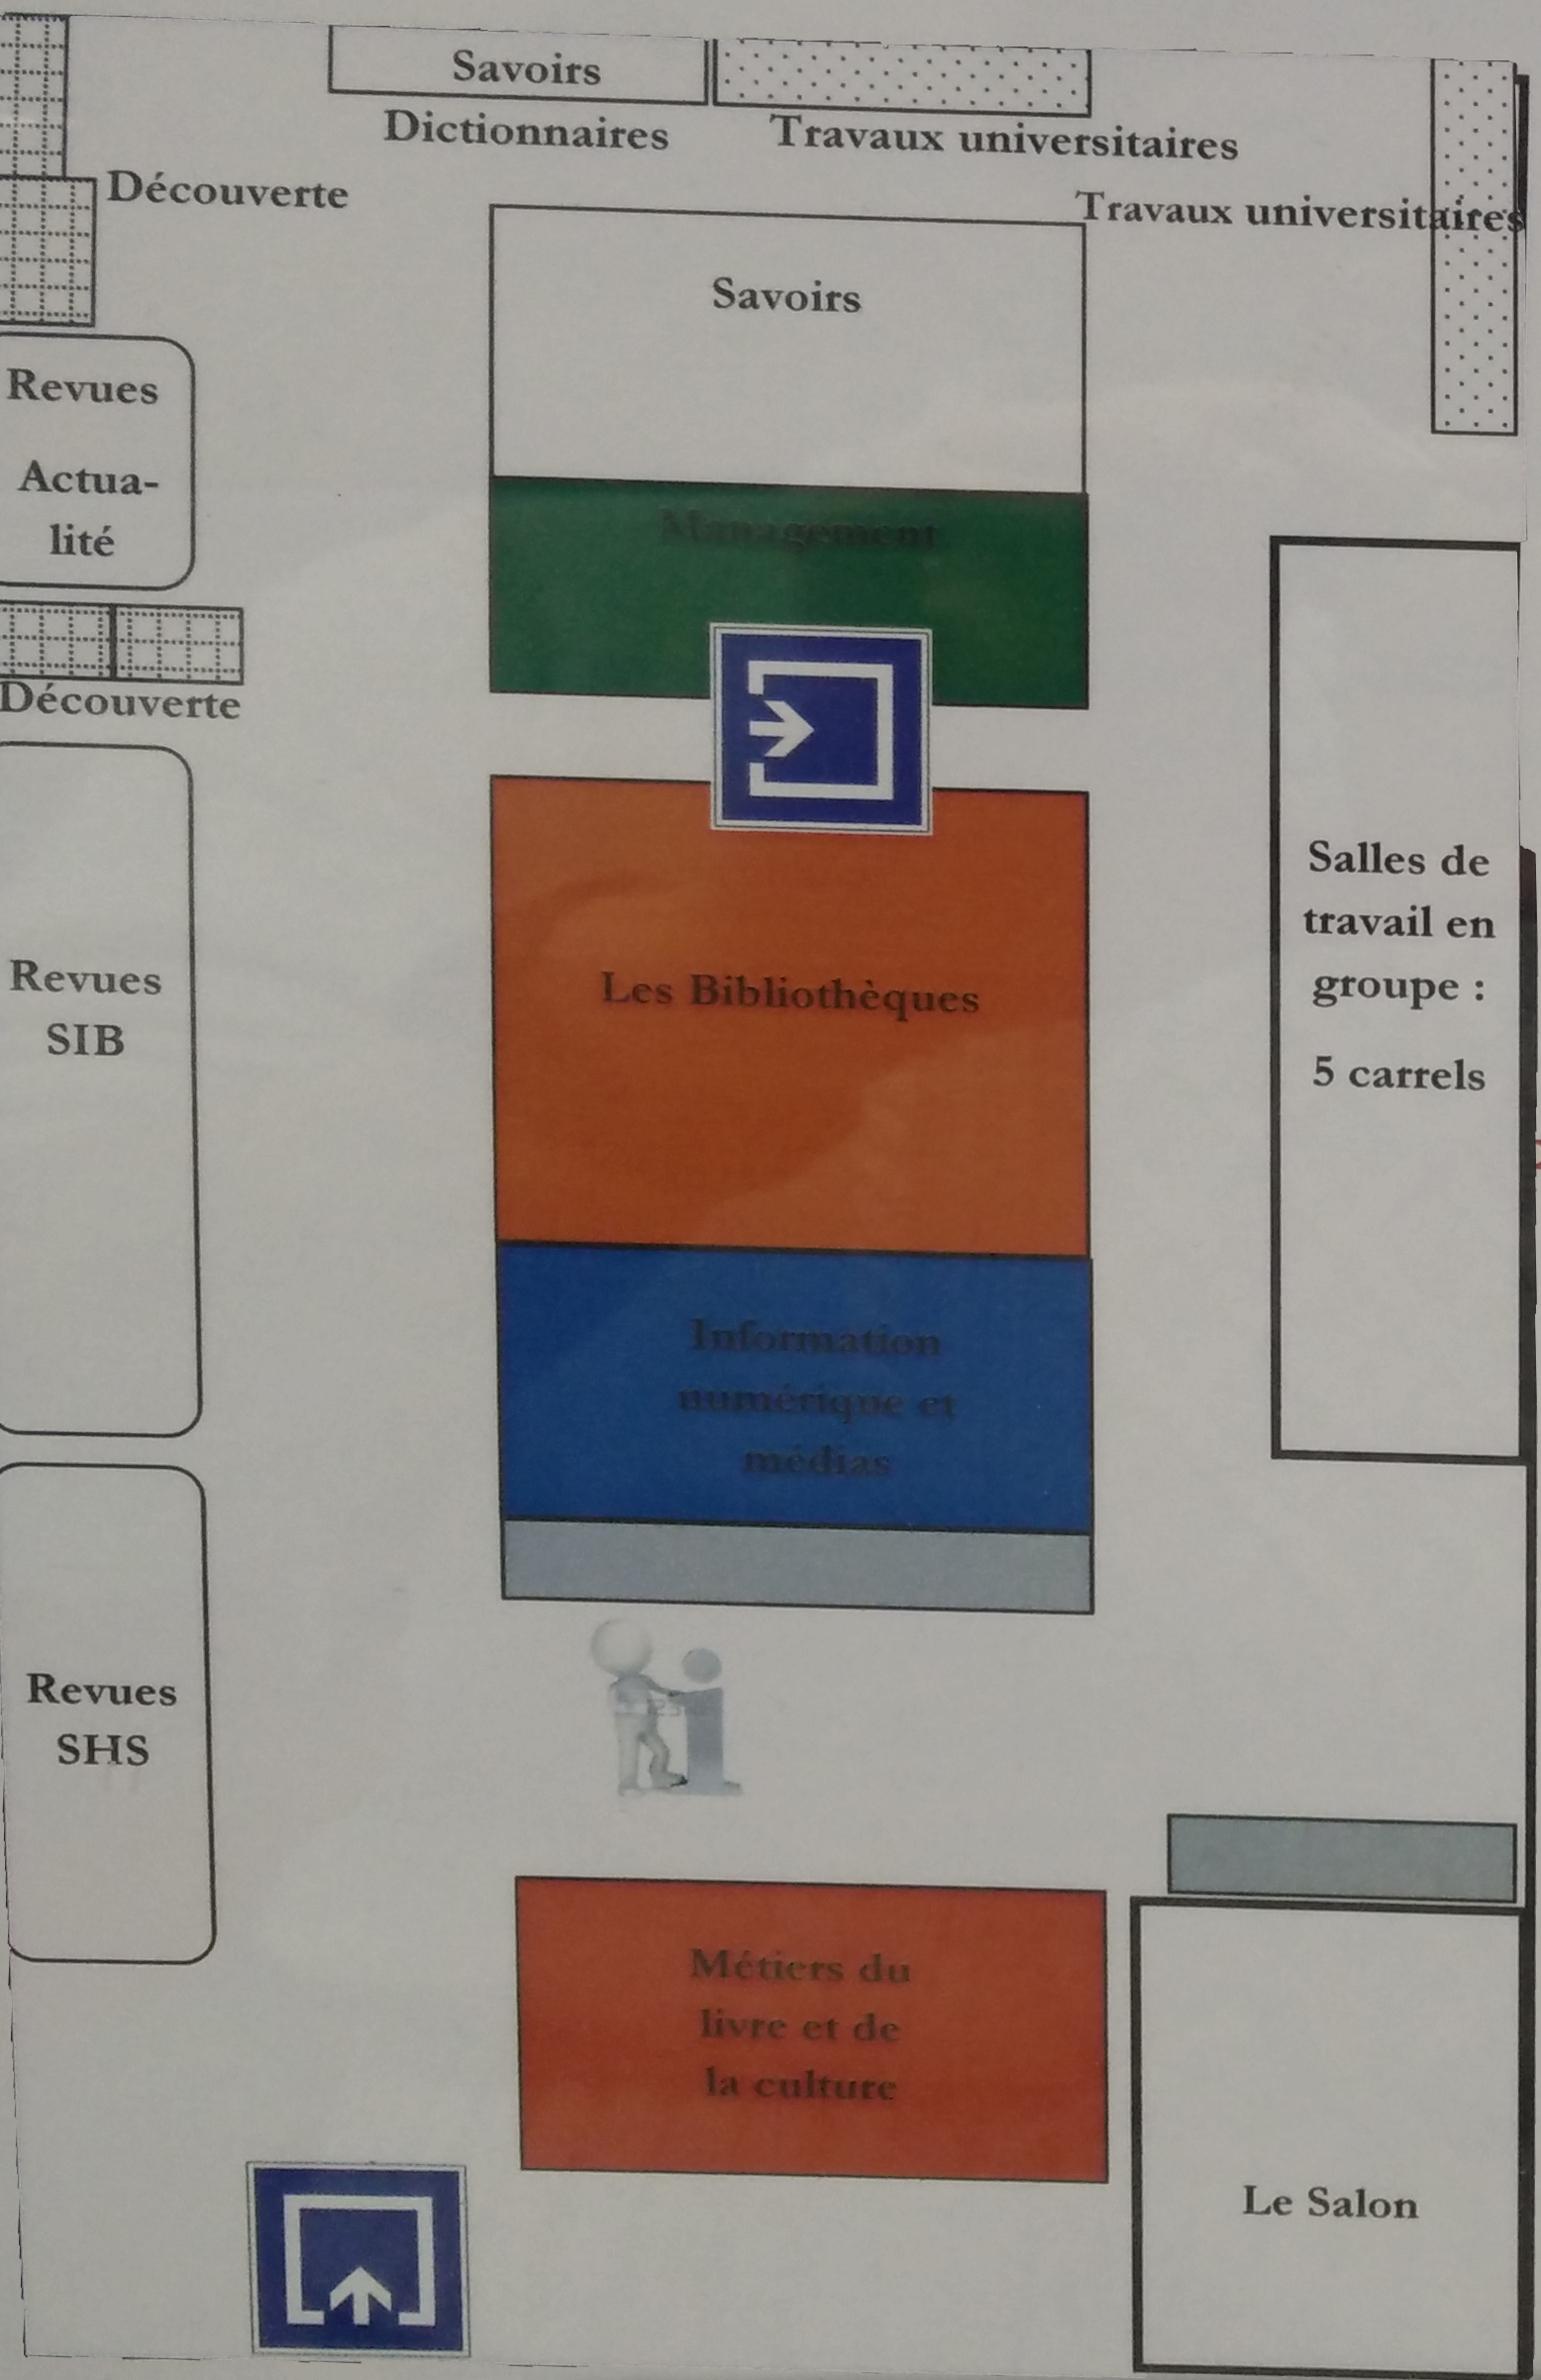 Savoirs
Dictionnaires
Travaux universitaires
Découverte
Travaux universitaires
Savoirs
Revues
Actua-
lité
Management
Découverte
Salles de
travail en
groupe :
5 carrels
Revues
SIB
Les Bibliothèques
Information
numérique et
médias
Revues
SHS
Métiers du
livre et de
la culture
Le Salon